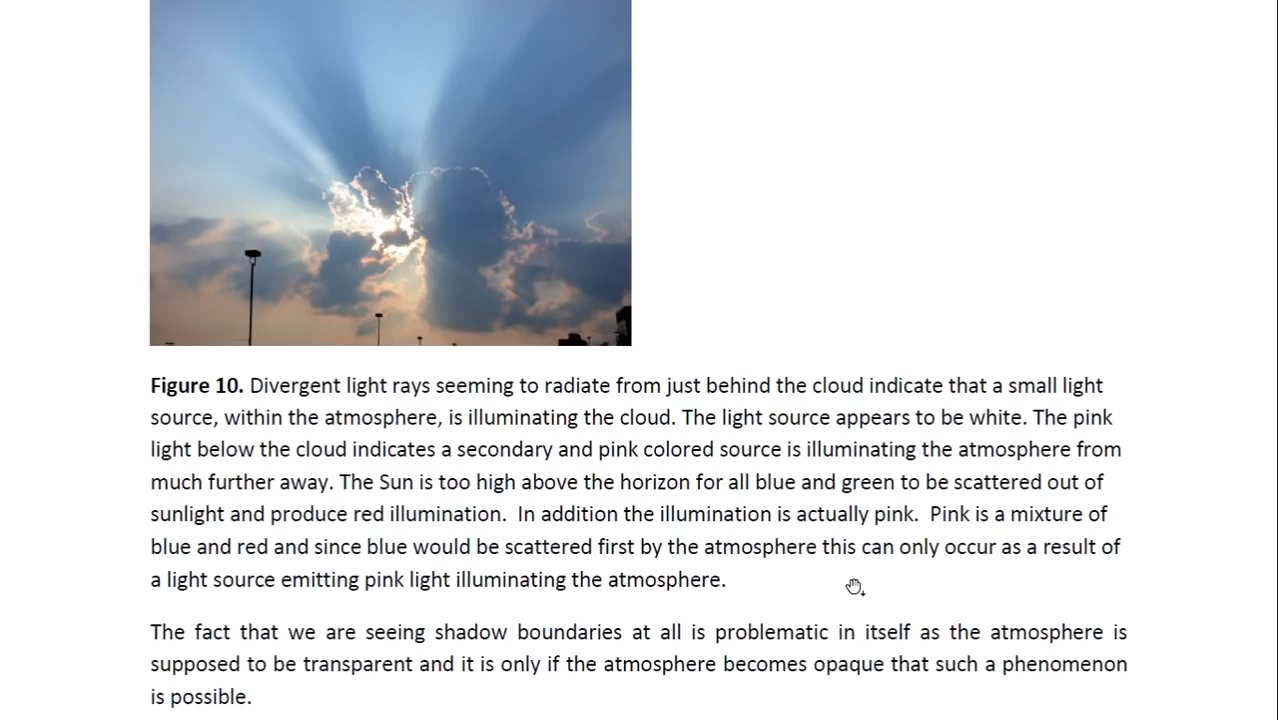 Figure 10. Divergent light rays seeming to radiate from just behind the cloud indicate that a small light
source, within the atmosphere, is illuminating the cloud. The light source appears to be white. The pink
light below the cloud indicates a secondary and pink colored source is illuminating the atmosphere from
much further away. The Sun is too high above the horizon for all blue and green to be scattered out of
sunlight and produce red illumination.  In addition the illumination is actually pink.  Pink is a mixture of
blue and red and since blue would be scattered first by the atmosphere this can only occur as a result of
a light source emitting pink light illuminating the atmosphere.
The fact that we are seeing shadow boundaries at all is problematic in itself as the atmosphere is
supposed to be transparent and it is only if the atmosphere becomes opaque that such a phenomenon
is possible.